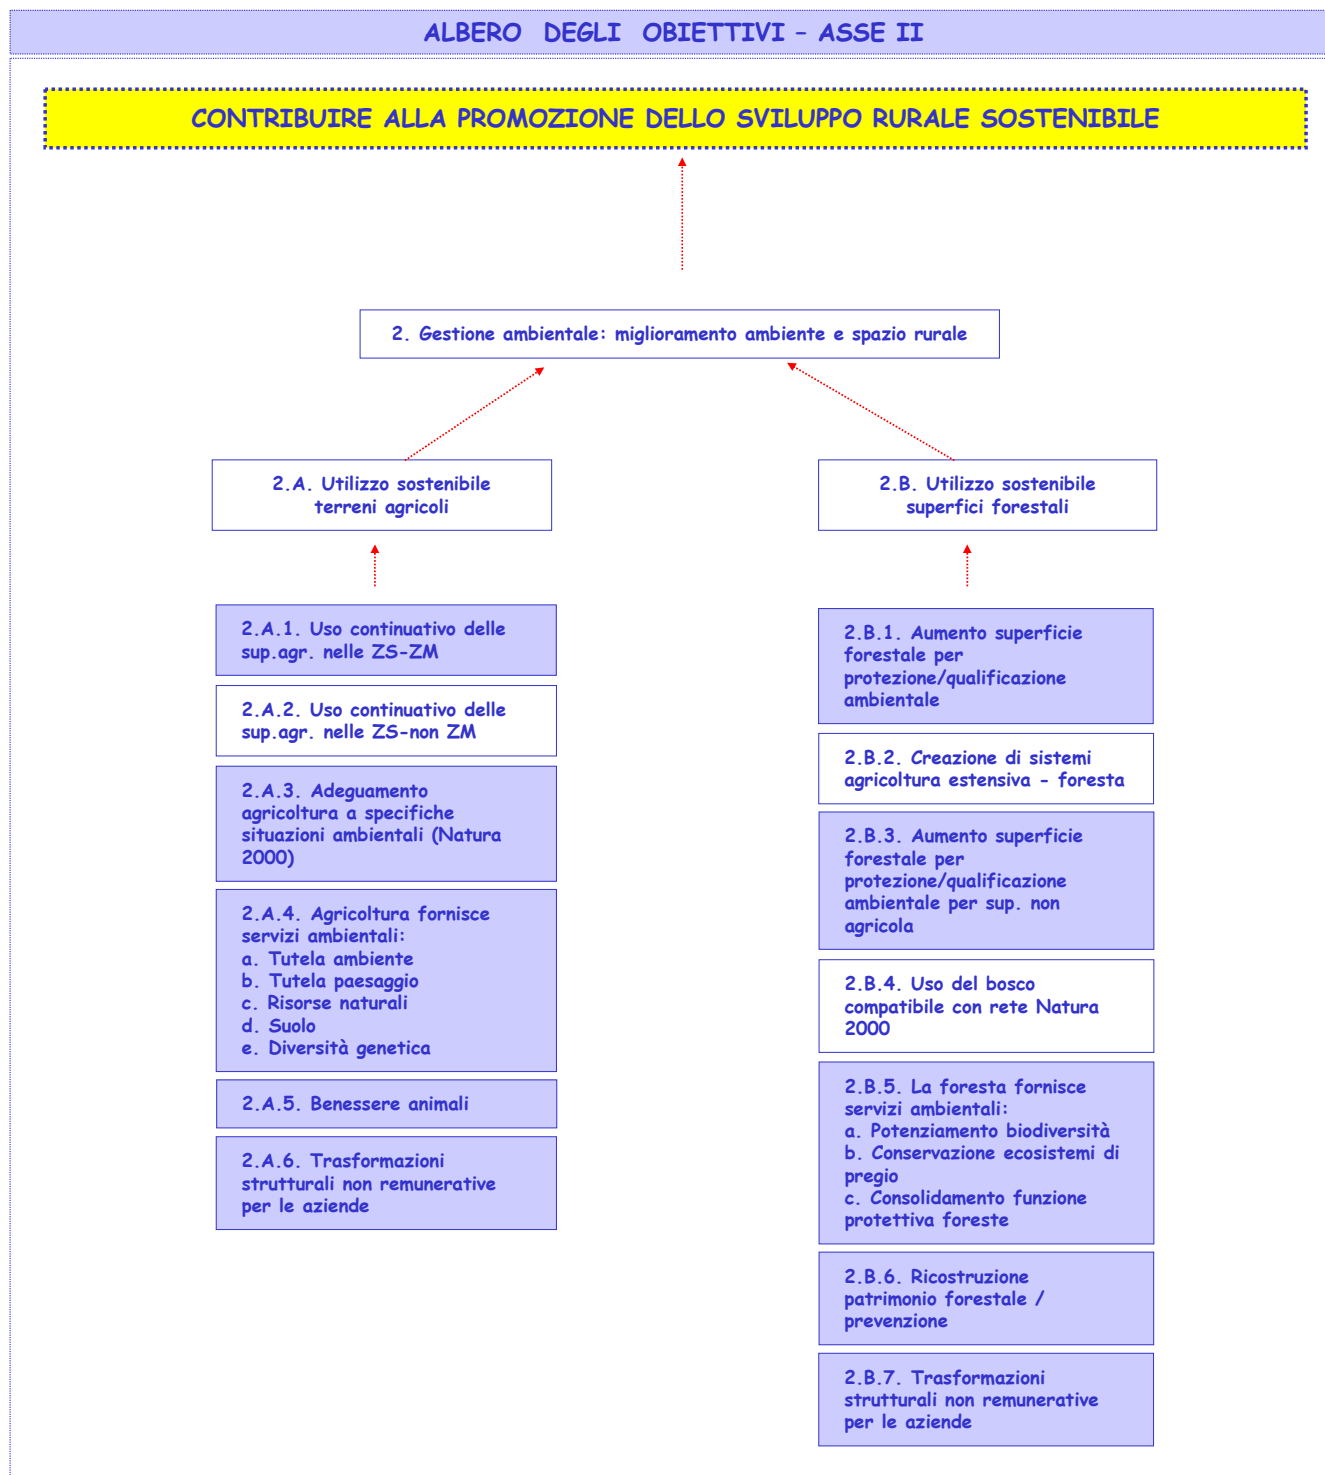 ALBERO DEGLI OBIETTIVI – ASSE II
CONTRIBUIRE ALLA PROMOZIONE DELLO SVILUPPO RURALE SOSTENIBILE
2. Gestione ambientale: miglioramento ambiente e spazio rurale
2.A. Utilizzo sostenibile
terreni agricoli
2.A.1. Uso continuativo delle
sup.agr. nelle ZS-ZM
2.A.2. Uso continuativo delle
sup.agr. nelle ZS-non ZM
2.A.3. Adeguamento
agricoltura a specifiche
situazioni ambientali (Natura
2000)
2.A.4. Agricoltura fornisce
servizi ambientali:
a. Tutela ambiente
b. Tutela paesaggio
c. Risorse naturali
d. Suolo
e. Diversità genetica
2.A.5. Benessere animali
2.A.6. Trasformazioni
strutturali non remunerative
per le aziende
2.B. Utilizzo sostenibile
superfici forestali
2.B.1. Aumento superficie
forestale per
protezione/qualificazione
ambientale
2.B.2. Creazione di sistemi
agricoltura estensiva - foresta
2.B.3. Aumento superficie
forestale per
protezione/qualificazione
ambientale per sup. non
agricola
2.B.4. Uso del bosco
compatibile con rete Natura
2000
2.B.5. La foresta fornisce
servizi ambientali:
a. Potenziamento biodiversità
b. Conservazione ecosistemi di
pregio
c. Consolidamento funzione
protettiva foreste
2.B.6. Ricostruzione
patrimonio forestale /
prevenzione
2.B.7. Trasformazioni
strutturali non remunerative
per le aziende